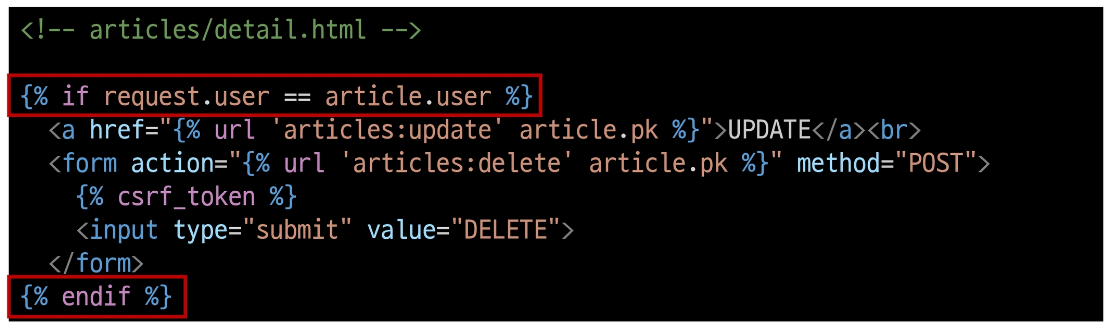 <!-- articles/detail.html -->
{% if request.user == article.user %}
<a href="{% url 'articles:update' article.pk %}">UPDATE</a><br>
<form action="{% url 'articles:delete' article.pk %}" method="POST">
{% csrf_token %}
<input type="submit" value="DELETE">
</form>
{% endif %}